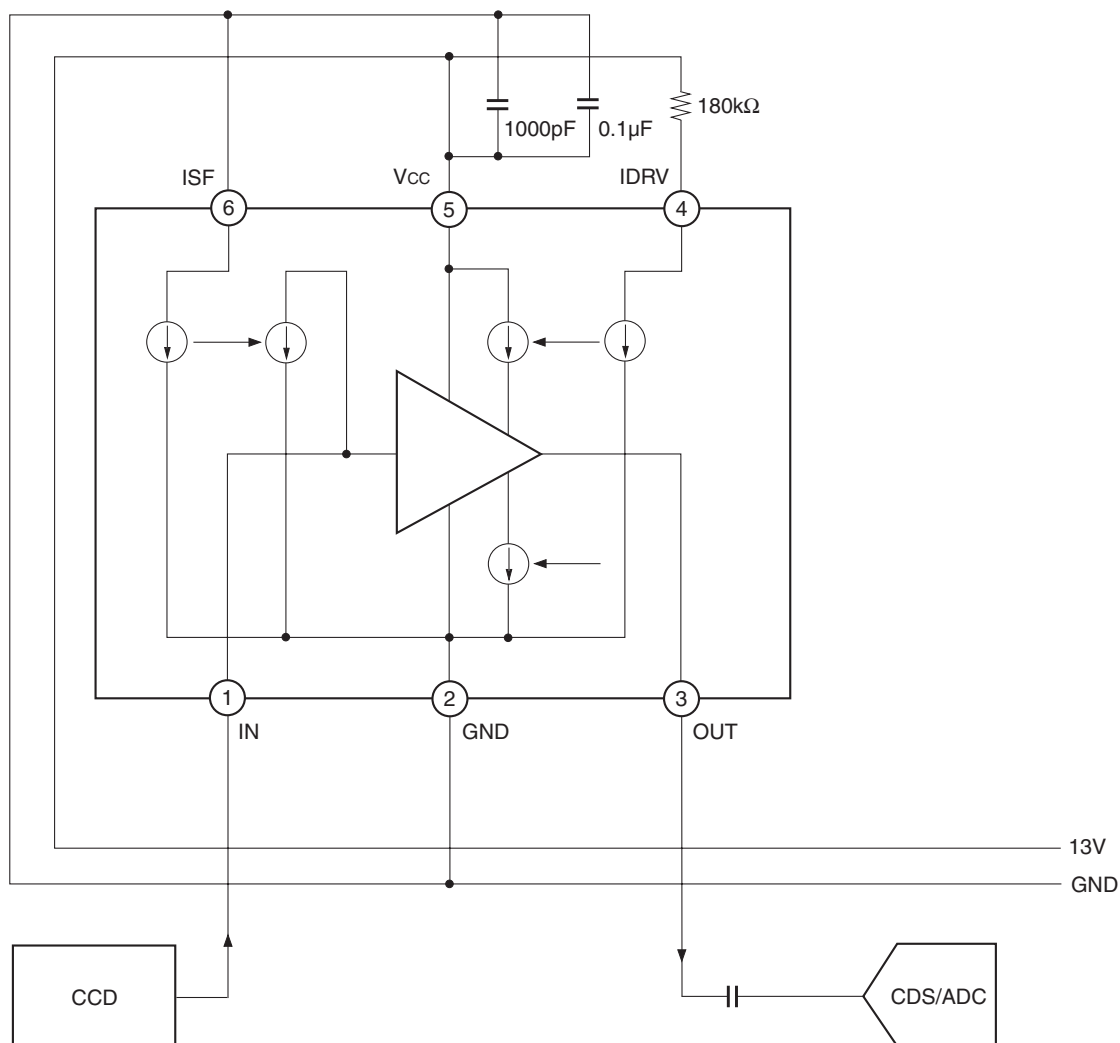 1000pF
0.1µF
180kΩ
ISF
VCC
IDRV
6
5
4
1
2
3
IN
GND
OUT
13V
GND
CCD
CDS/ADC